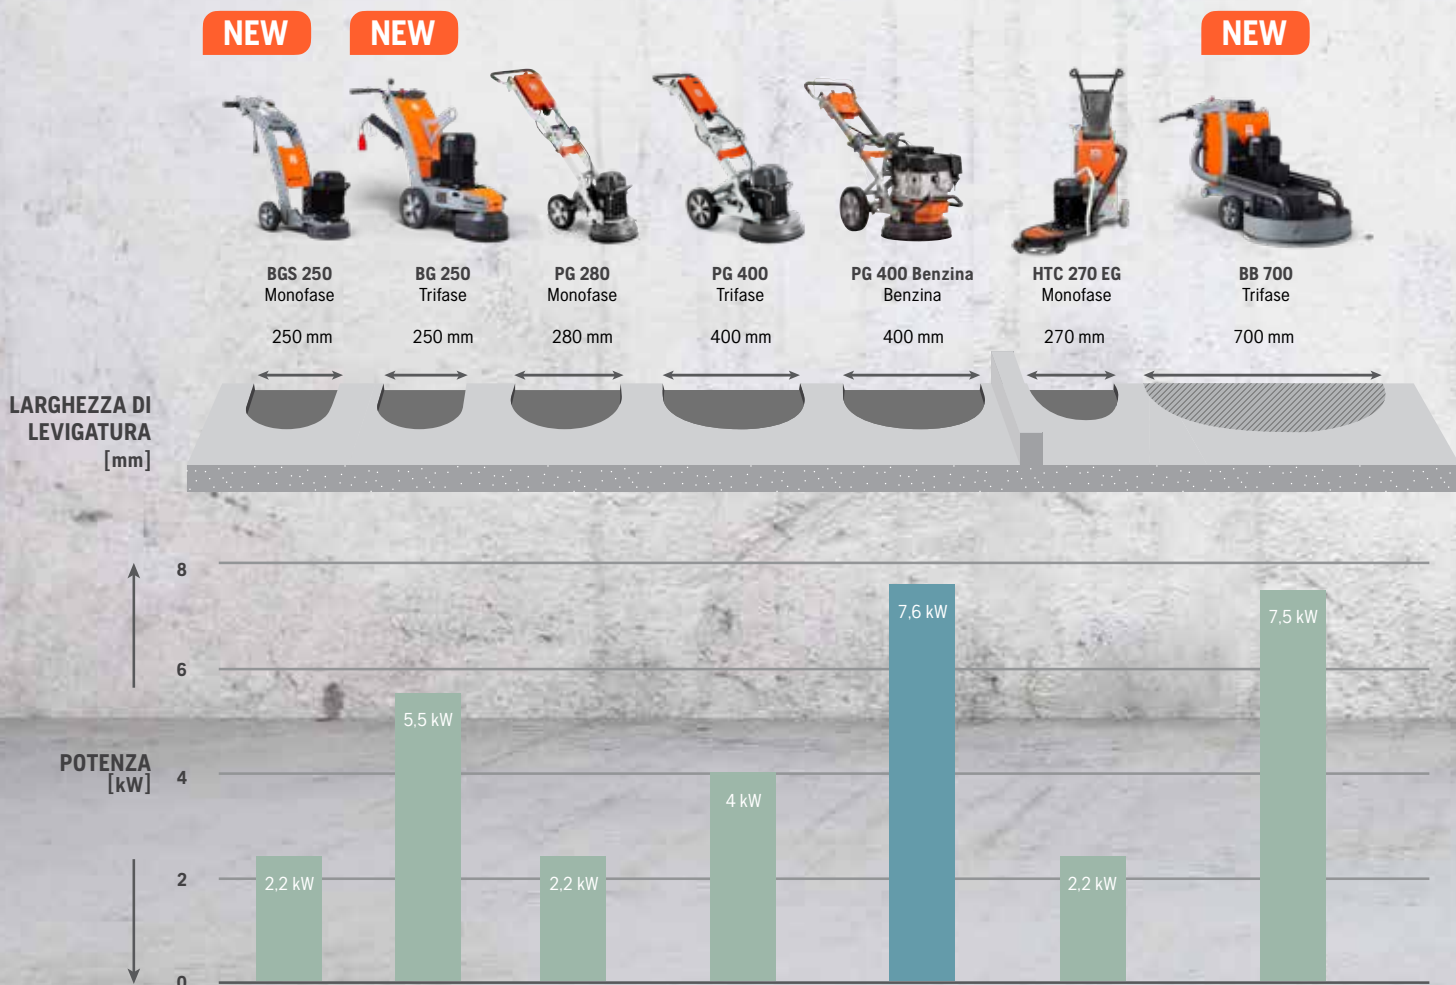 NEW
NEW
NEW
BGS 250
Monofase
250 mm
BG 250
Trifase
250 mm
PG 280
Monofase
280 mm
PG 400
Trifase
400 mm
PG 400 Benzina
Benzina
400 mm
HTC 270 EG
Monofase
270 mm
BB 700
Trifase
700 mm
LARGHEZZA DI
LEVIGATURA
[mm]
8
6
4
2
0
POTENZA
[kW]
2,2 kW
5,5 kW
2,2 kW
4 kW
7,6 kW
2,2 kW
7,5 kW